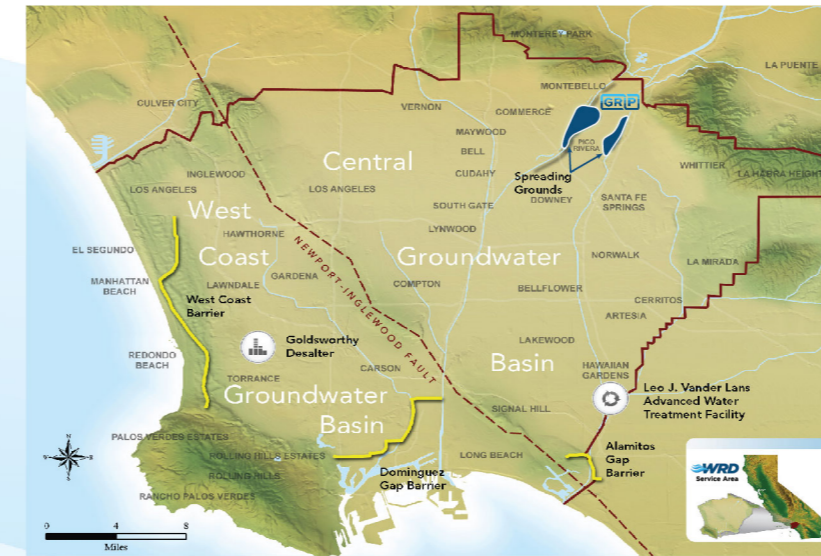 MONTEREY PARK
LA PUENTE
MONTEBELLO
CULVER CITY
VERNON
COMMERCE
GRIP
MAYWOOD
BELL
PICO
RIVERA
Central
WHITTIER
INGLEWOOD
CUDAHY
Spreading
Grounds
LA HABRA HEIGHT
LOS ANGELES
LOS ANGELES
West
SOUTH GATE
DOWNEY
SANTA FE
SPRINGS
HAWTHORNE
LYNWOOD
EL SEGUNDO
Coast
Groundwater
NORWALK
LA MIRADA
MANHATTAN
BEACH
LAWNDALE
GARDENA
NEWPORT-INGLEWOOD FAULT
COMPTON
BELLFLOWER
CERRITOS
West Coast
Barrier
ARTESIA
Goldsworthy
Desalter
LAKEWOOD
REDONDO
BEACH
CARSON
Basin
HAWAIIAN
GARDENS
TORRANCE
Groundwater
Basin
Leo J. Vander Lans
Advanced Water
Treatment Facility
SIGNAL HILL
PALOS VERDES ESTATES
ROLLING HILLS ESTATES
LONG BEACH
Alamitos
Gap
Barrier
N
W
E
S
ROLLING HILLS
Dominguez
Gap Barrier
WRD
Service Area
RANCHO PALOS VERDES
0 4 8
Miles